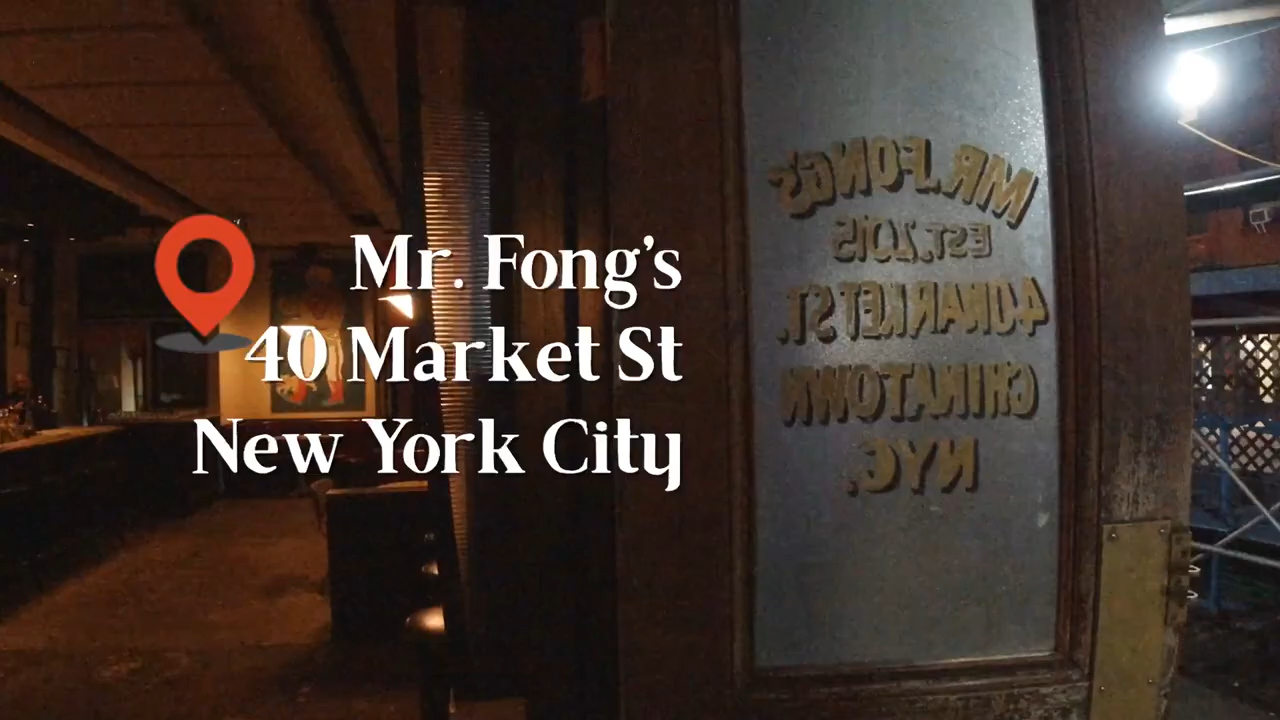 Mr. Fong's
40 Market St
New York City
MR. FONG'S
EST. 2015
40 MARKET ST.
CHINATOWN
NYC.